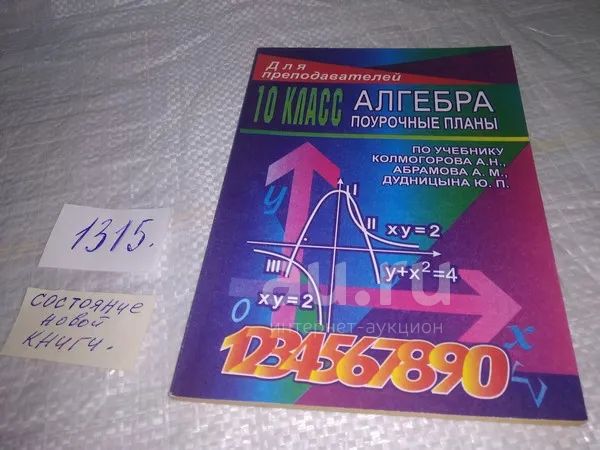 Для
преподавателей
10 КЛАСС
АЛГЕБРА
ПОУРОЧНЫЕ ПЛАНЫ
ПО УЧЕБНИКУ
КОЛМОГОРОВА А.Н.,
АБРАМОВА А. М.,
ДУДНИЦЫНА Ю. П.
y
I
II
xy=2
III
y+x²=4
xy=2
0
x
1234567890
1315.
состояние
новой
книги.
au.ru
интернет-аукцион